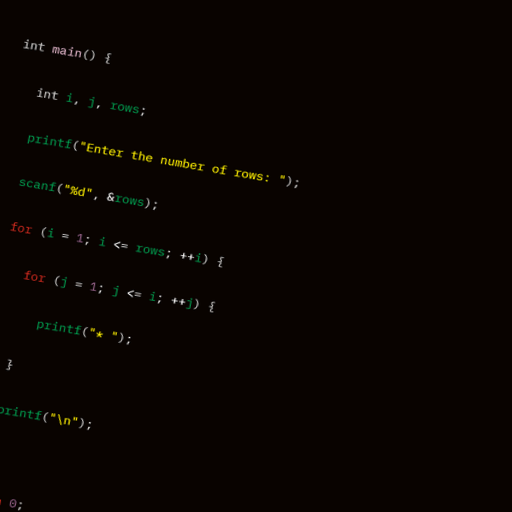 int main() {
int i, j, rows;
printf("Enter the number of rows: ");
scanf("%d", &rows);
for (i = 1; i <= rows; ++i) {
for (j = 1; j <= i; ++j) {
printf("* ");
}
printf("\n");
0;